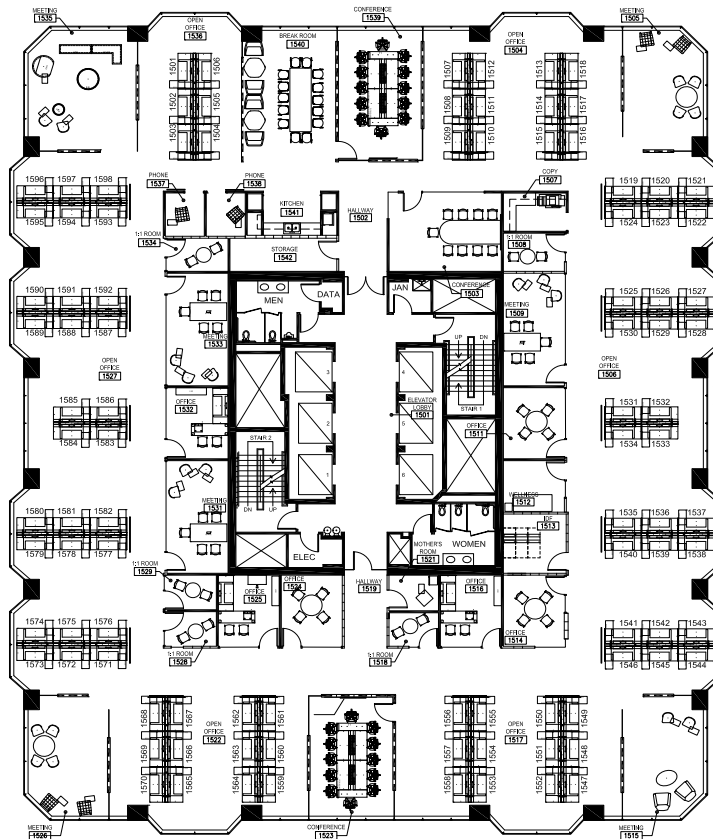 MEETING
1535
OPEN
OFFICE
1536
BREAK ROOM
1540
CONFERENCE
1539
OPEN
OFFICE
1504
MEETING
1505
1501
1506
1502
1505
1503
1504
1507
1512
1508
1511
1509
1510
1513
1518
1514
1517
1515
1516
PHONE
1537
PHONE
1538
KITCHEN
1541
HALLWAY
1502
COPY
1507
1596 1597 1598
1595 1594 1593
1519 1520 1521
1524 1523 1522
1:1 ROOM
1534
STORAGE
1542
1:1 ROOM
1508
CONFERENCE
1503
MEN
DATA
JAN
1590 1591 1592
1589 1588 1587
MEETING
1533
MEETING
1509
1525 1526 1527
1530 1529 1528
UP DN
STAIR 1
3
4
OPEN
OFFICE
1527
OPEN
OFFICE
1506
1585 1586
1584 1583
OFFICE
1532
ELEVATOR
LOBBY
1501
2
5
OFFICE
1511
1531 1532
1534 1533
STAIR 2
DN UP
1
6
1580 1581 1582
1579 1578 1577
MEETING
1531
WELLNESS
1512
IDF
1513
1535 1536 1537
1540 1539 1538
ELEC
MOTHER'S
ROOM
1521
WOMEN
1:1 ROOM
1529
OFFICE
1525
OFFICE
1524
HALLWAY
1519
OFFICE
1516
OFFICE
1514
1574 1575 1576
1573 1572 1571
1541 1542 1543
1546 1545 1544
1:1 ROOM
1528
1:1 ROOM
1518
1568
1567
1569
1566
1570
1565
OPEN
OFFICE
1522
1562
1561
1563
1560
1564
1559
1556
1555
1557
1554
1558
1553
OPEN
OFFICE
1517
1550
1549
1551
1548
1552
1547
MEETING
1526
CONFERENCE
1523
MEETING
1515